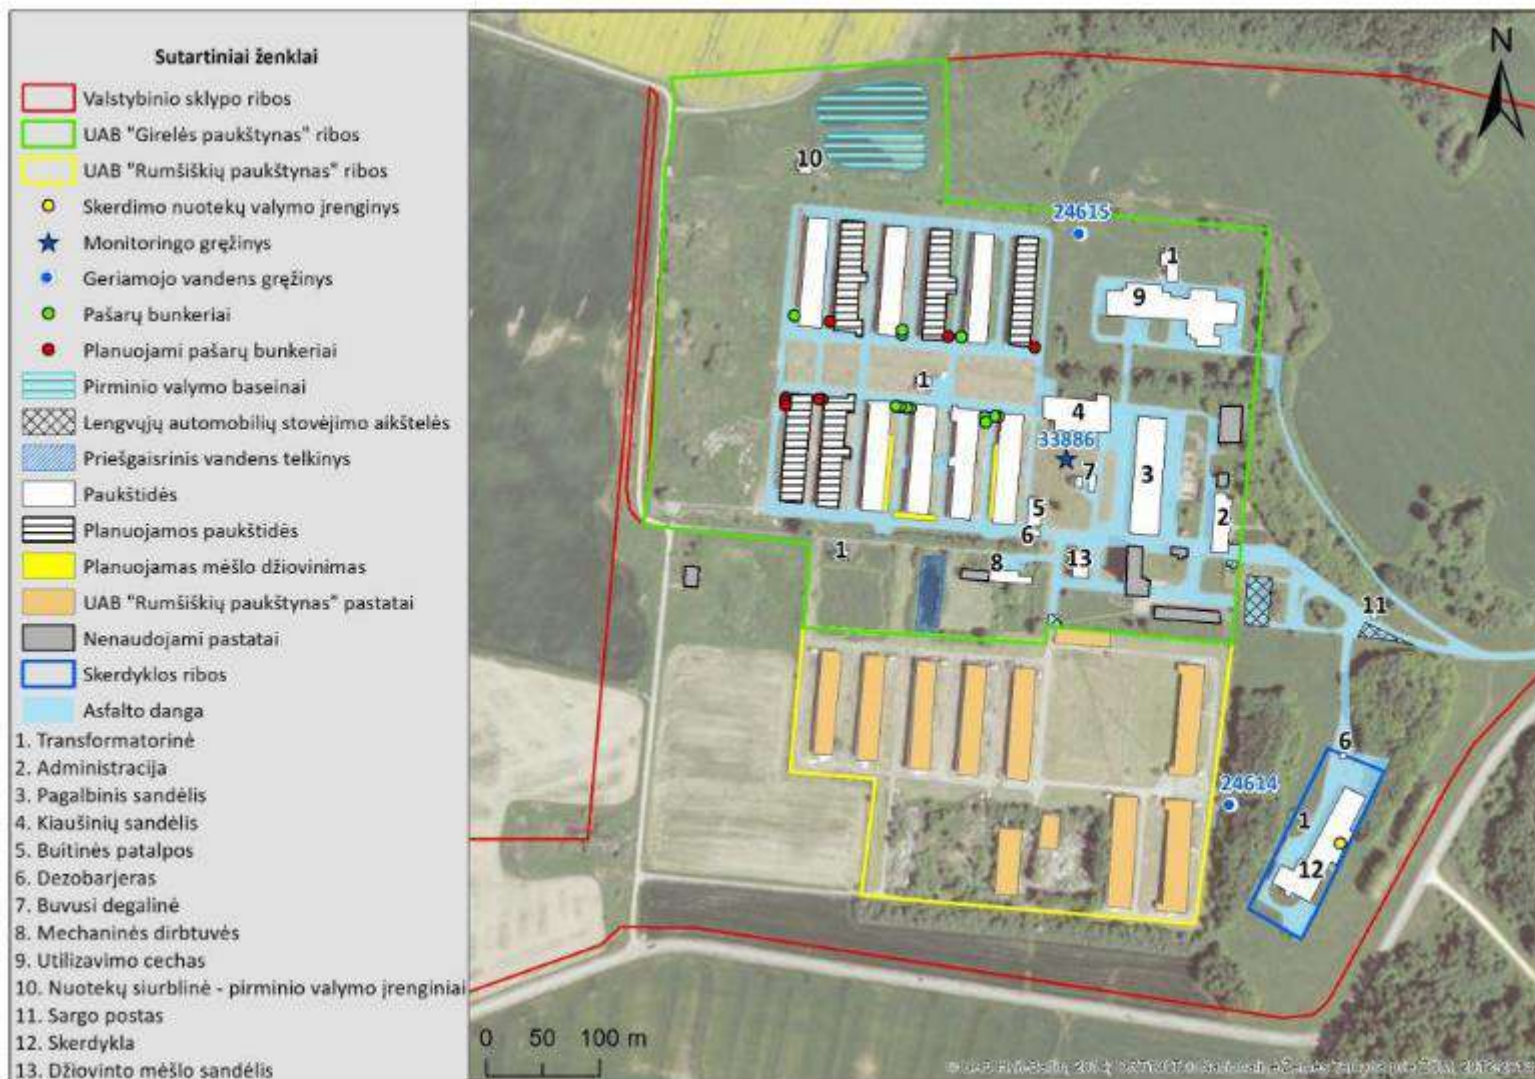 Sutartiniai ženklai
Valstybinio sklypo ribos
UAB "Girelės paukštynas" ribos
UAB "Rumšiškių paukštynas" ribos
Skerdimo nuotekų valymo įrenginys
Monitoringo gręžinys
Geriamojo vandens gręžinys
Pašarų bunkeriai
Planuojami pašarų bunkeriai
Pirminio valymo baseinai
Lengvųjų automobilių stovėjimo aikštelės
Priešgaisrinis vandens telkinys
Paukštidės
Planuojamos paukštidės
Planuojamas mėšlo džiovinimas
UAB "Rumšiškių paukštynas" pastatai
Nenaudojami pastatai
Skerdyklos ribos
Asfalto danga
1. Transformatorinė
2. Administracija
3. Pagalbinis sandėlis
4. Kiaušinių sandėlis
5. Buitinės patalpos
6. Dezobarjeras
7. Buvusi degalinė
8. Mechaninės dirbtuvės
9. Utilizavimo cechas
10. Nuotekų siurblinė - pirminio valymo įrenginiai
11. Sargo postas
12. Skerdykla
13. Džiovinto mėšlo sandėlis
N
10
24615
1
9
1
4
33886
7
3
5
2
6
1
8
13
11
6
24614
1
12
0 50 100 m